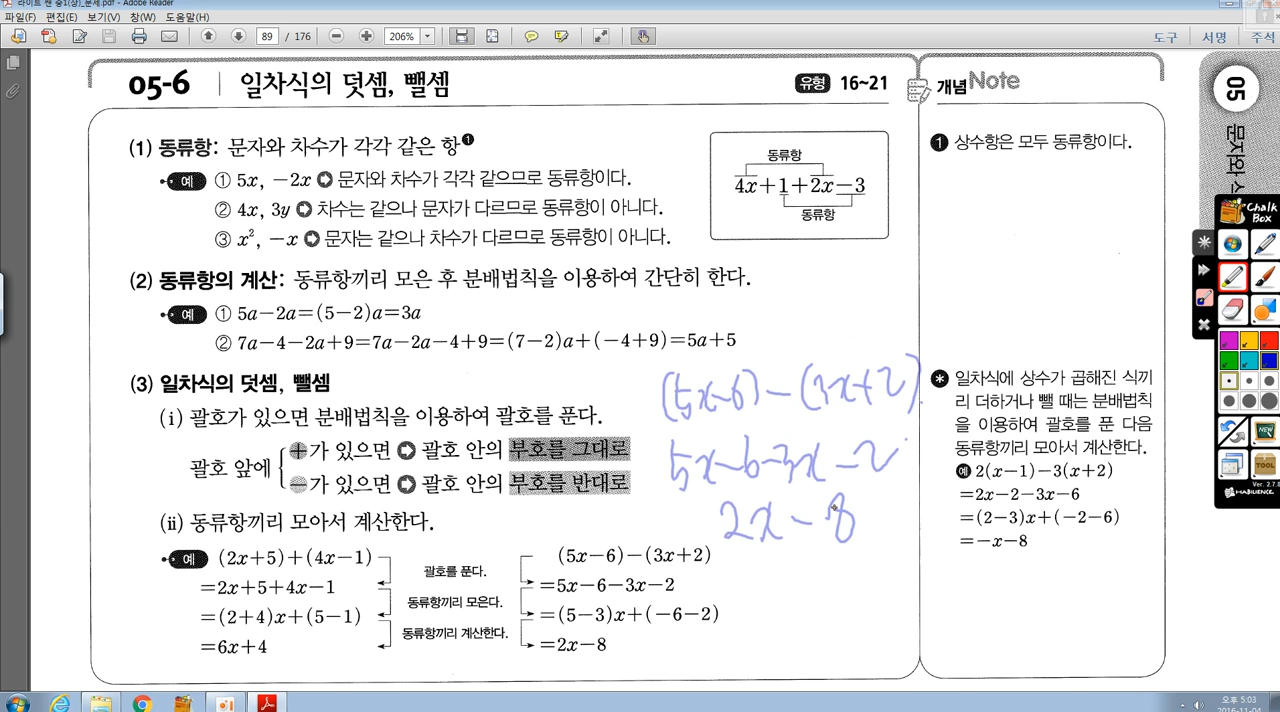 라이트 쎈 중1(상)_문제.pdf - Adobe Reader
파일(F) 편집(E) 보기(V) 창(W) 도움말(H)
89 / 176 206% 도구 서명 주석
05-6 일차식의 덧셈, 뺄셈 유형 16~21
(1) 동류항: 문자와 차수가 각각 같은 항❶
예 ① 5x, −2x ➲ 문자와 차수가 각각 같으므로 동류항이다.
② 4x, 3y ➲ 차수는 같으나 문자가 다르므로 동류항이 아니다.
③ x², −x ➲ 문자는 같으나 차수가 다르므로 동류항이 아니다.
동류항
4x+1+2x−3
동류항
(2) 동류항의 계산: 동류항끼리 모은 후 분배법칙을 이용하여 간단히 한다.
예 ① 5a−2a=(5−2)a=3a
② 7a−4−2a+9=7a−2a−4+9=(7−2)a+(−4+9)=5a+5
(3) 일차식의 덧셈, 뺄셈
(i) 괄호가 있으면 분배법칙을 이용하여 괄호를 푼다.
괄호 앞에
+가 있으면 ➲ 괄호 안의 부호를 그대로
−가 있으면 ➲ 괄호 안의 부호를 반대로
(ii) 동류항끼리 모아서 계산한다.
예 (2x+5)+(4x−1)
=2x+5+4x−1
=(2+4)x+(5−1)
=6x+4
괄호를 푼다.
동류항끼리 모은다.
동류항끼리 계산한다.
(5x−6)−(3x+2)
=5x−6−3x−2
=(5−3)x+(−6−2)
=2x−8
(5x−6)−(3x+2)
5x−6−3x−2
2x−8
개념 Note
❶ 상수항은 모두 동류항이다.
* 일차식에 상수가 곱해진 식끼
리 더하거나 뺄 때는 분배법칙
을 이용하여 괄호를 푼 다음
동류항끼리 모아서 계산한다.
예 2(x−1)−3(x+2)
=2x−2−3x−6
=(2−3)x+(−2−6)
=−x−8
05
문자와
Chalk
Box
NEW
TOOL
Ver. 2.7.8
HABILIENCE
오후 5:03
2016-11-04